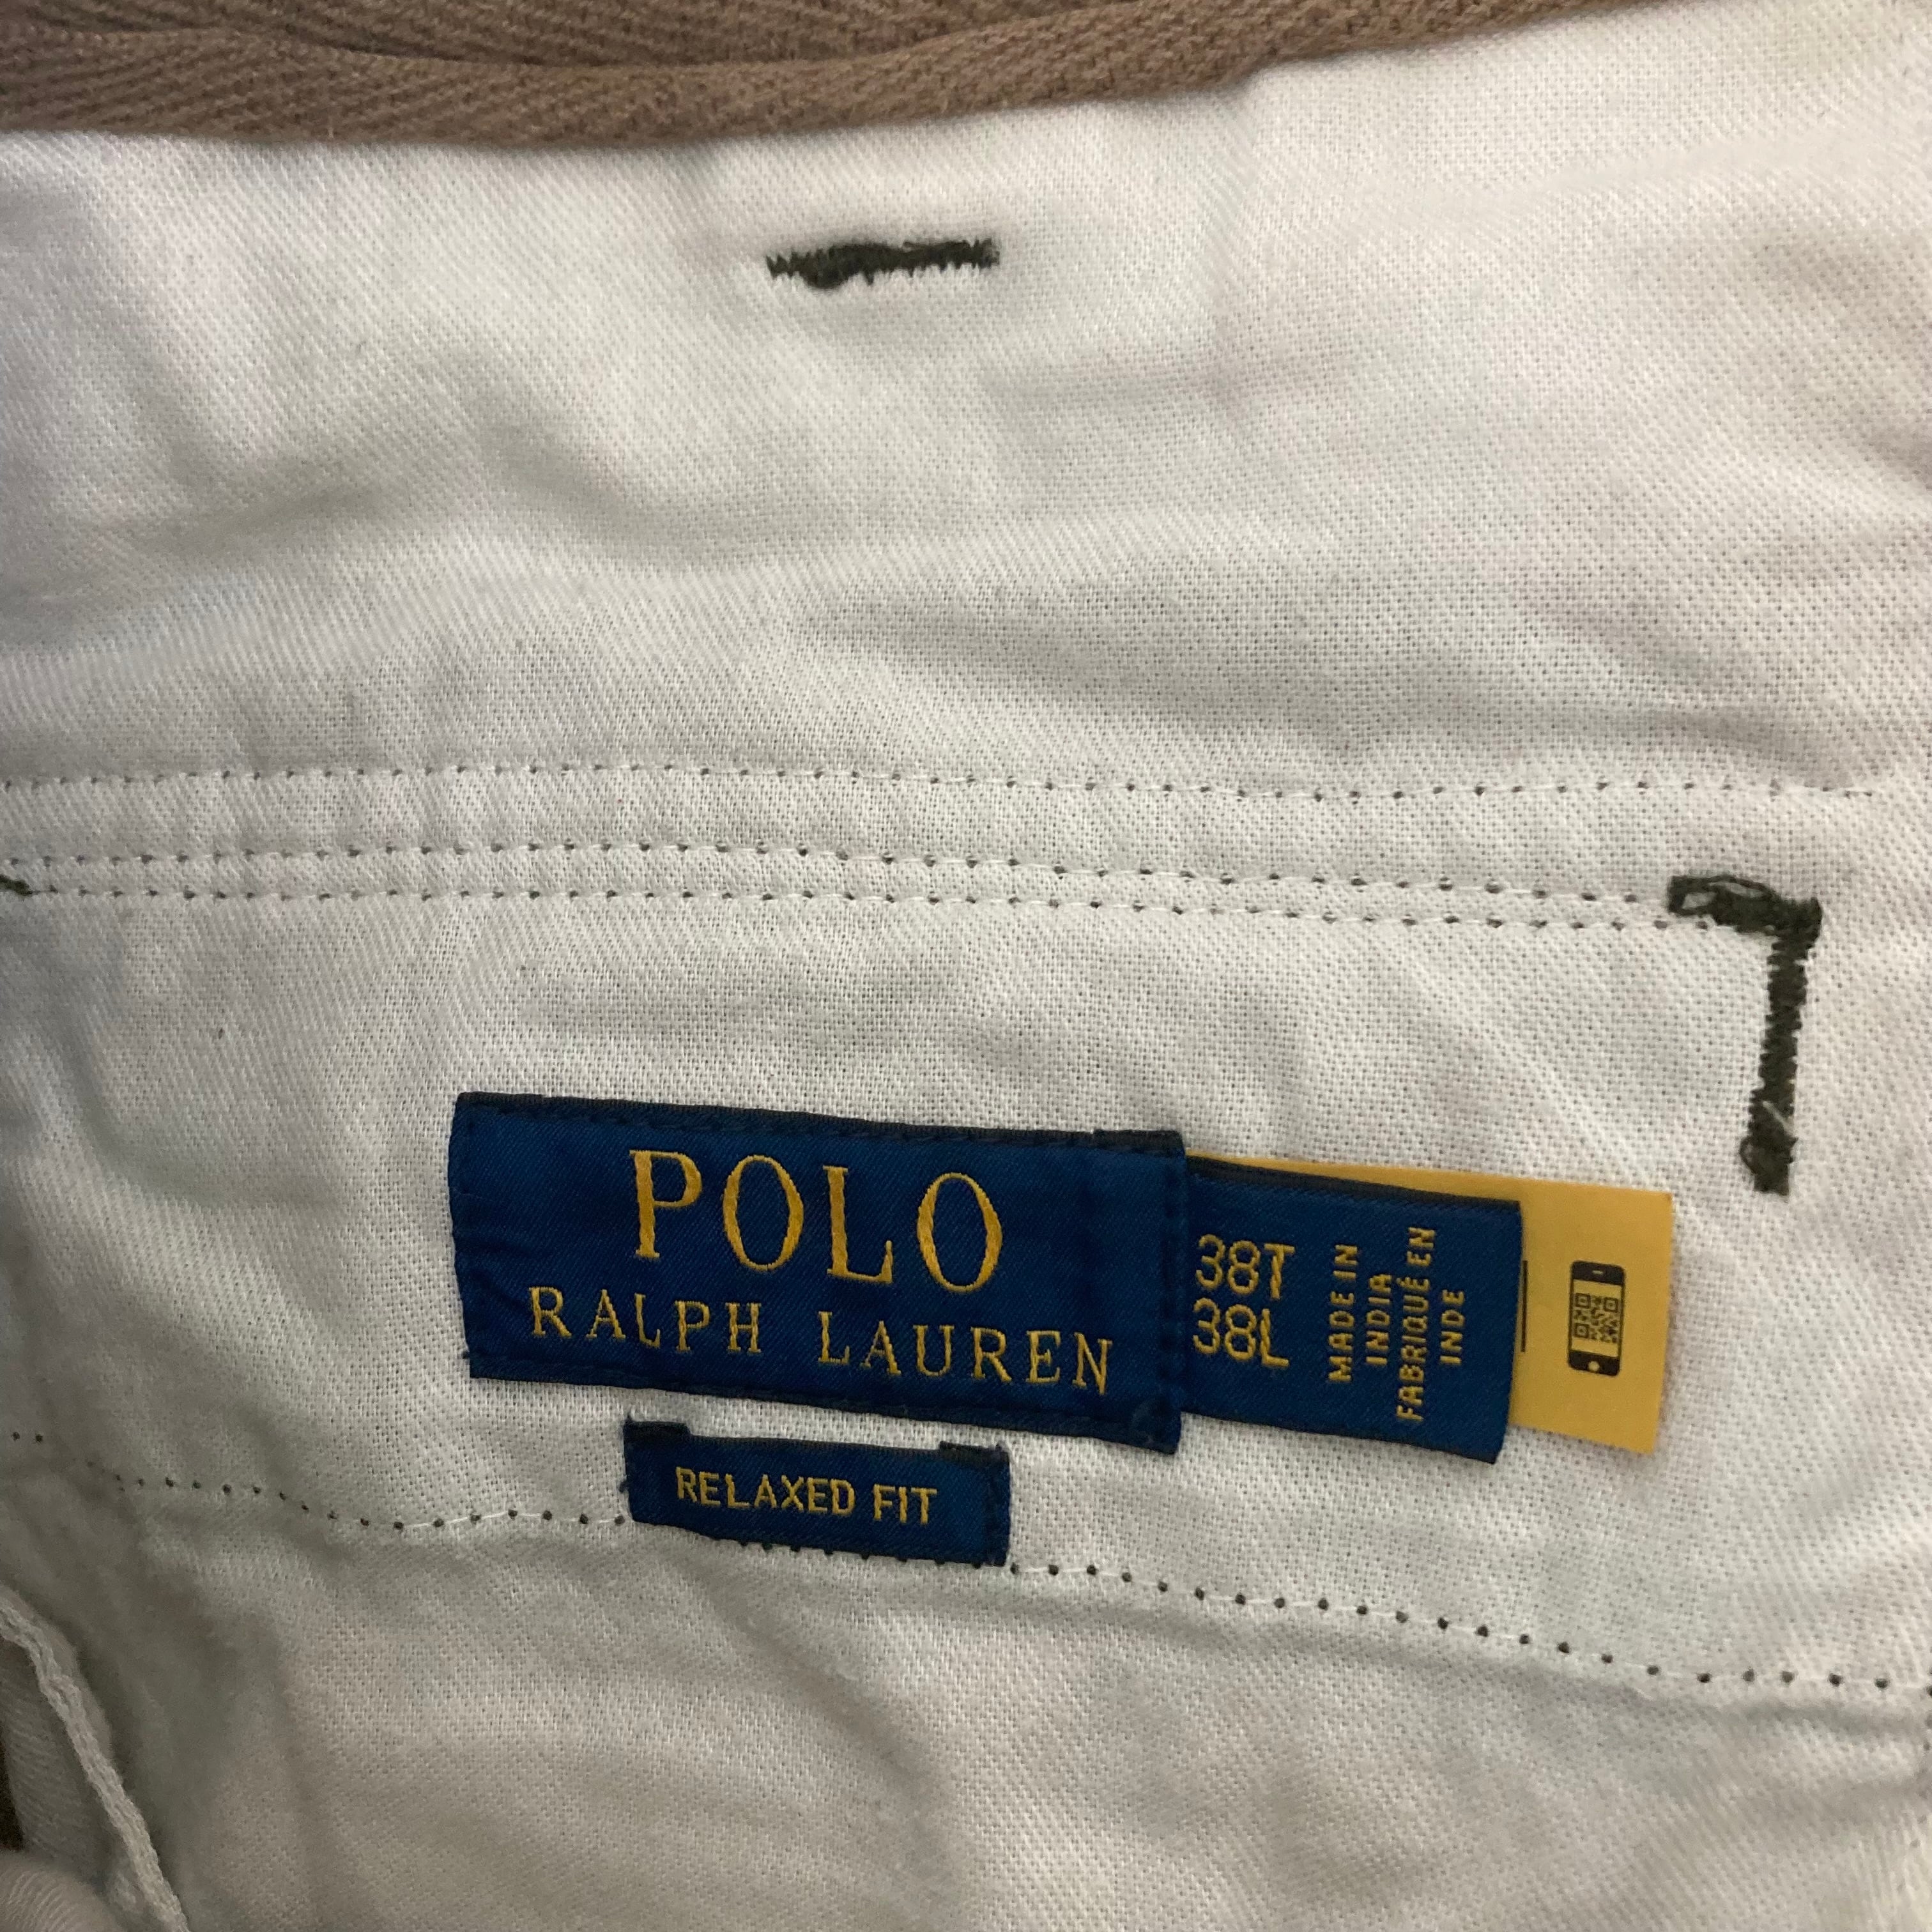 POLO
RALPH LAUREN
38T
38L
MADE IN
INDIA
FABRIQUÉ EN
INDE
RELAXED FIT